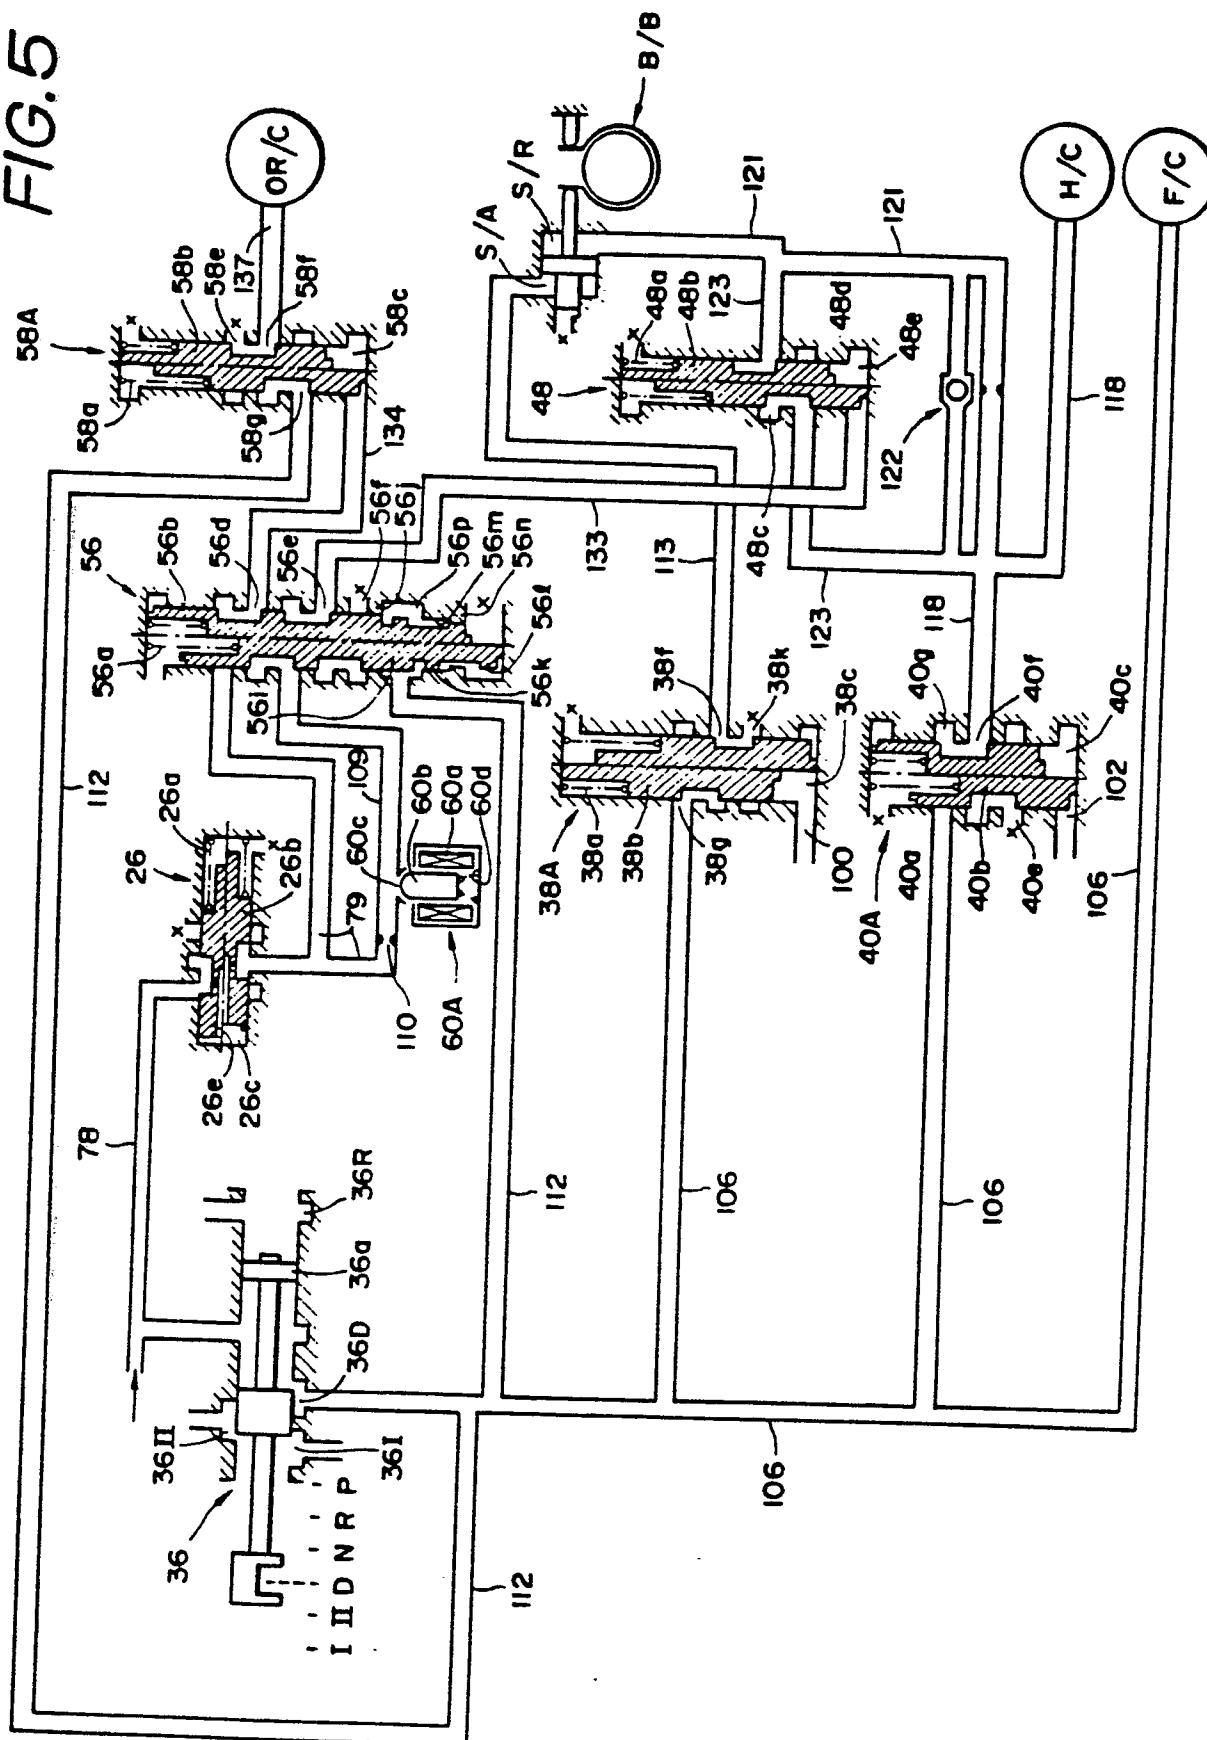 FIG. 5
58A
58a
58b
58e
137
OR/C
58f
58c
58g
134
112
56
56a
56b
56d
56e
56f
56j
56p
56m
56n
56l
56k
56i
133
113
S/A
S/R
B/B
48
48a
48b
123
48d
48e
48c
121
121
122
H/C
F/C
118
123
118
26
26a
26b
26e
26c
78
79
109
60c
60b
60a
60d
110
60A
38A
38a
38b
38g
38f
38k
38c
100
40A
40a
40b
40e
40g
40f
40c
102
106
36
36II
36I
36D
36a
36R
I II D N R P
112
106
106
106
112
x
x
x
x
x
x
x
x
x
x
x
x
x